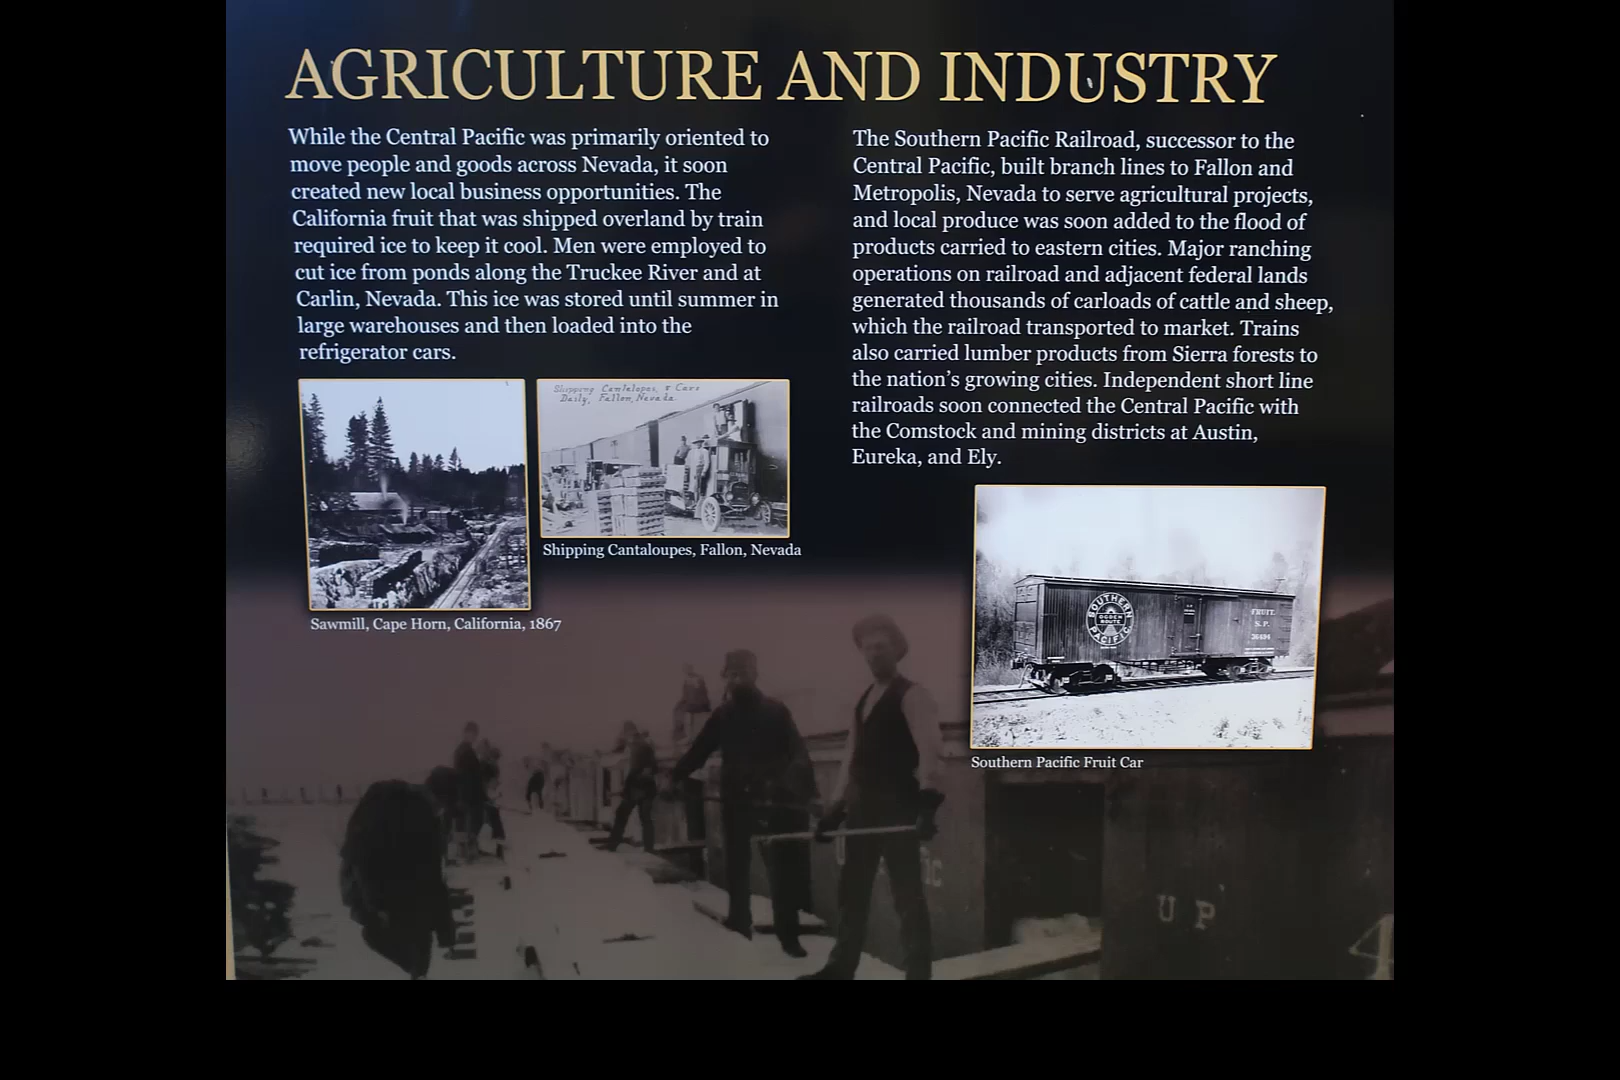 AGRICULTURE AND INDUSTRY
While the Central Pacific was primarily oriented to
move people and goods across Nevada, it soon
created new local business opportunities. The
California fruit that was shipped overland by train
required ice to keep it cool. Men were employed to
cut ice from ponds along the Truckee River and at
Carlin, Nevada. This ice was stored until summer in
large warehouses and then loaded into the
refrigerator cars.
Shipping Cantalopes, 5 Cars
Daily, Fallon, Nevada
Shipping Cantaloupes, Fallon, Nevada
Sawmill, Cape Horn, California, 1867
The Southern Pacific Railroad, successor to the
Central Pacific, built branch lines to Fallon and
Metropolis, Nevada to serve agricultural projects,
and local produce was soon added to the flood of
products carried to eastern cities. Major ranching
operations on railroad and adjacent federal lands
generated thousands of carloads of cattle and sheep,
which the railroad transported to market. Trains
also carried lumber products from Sierra forests to
the nation's growing cities. Independent short line
railroads soon connected the Central Pacific with
the Comstock and mining districts at Austin,
Eureka, and Ely.
SOUTHERN
OGDEN
ROUTE
PACIFIC
FRUIT.
S. P.
Southern Pacific Fruit Car
U P
4